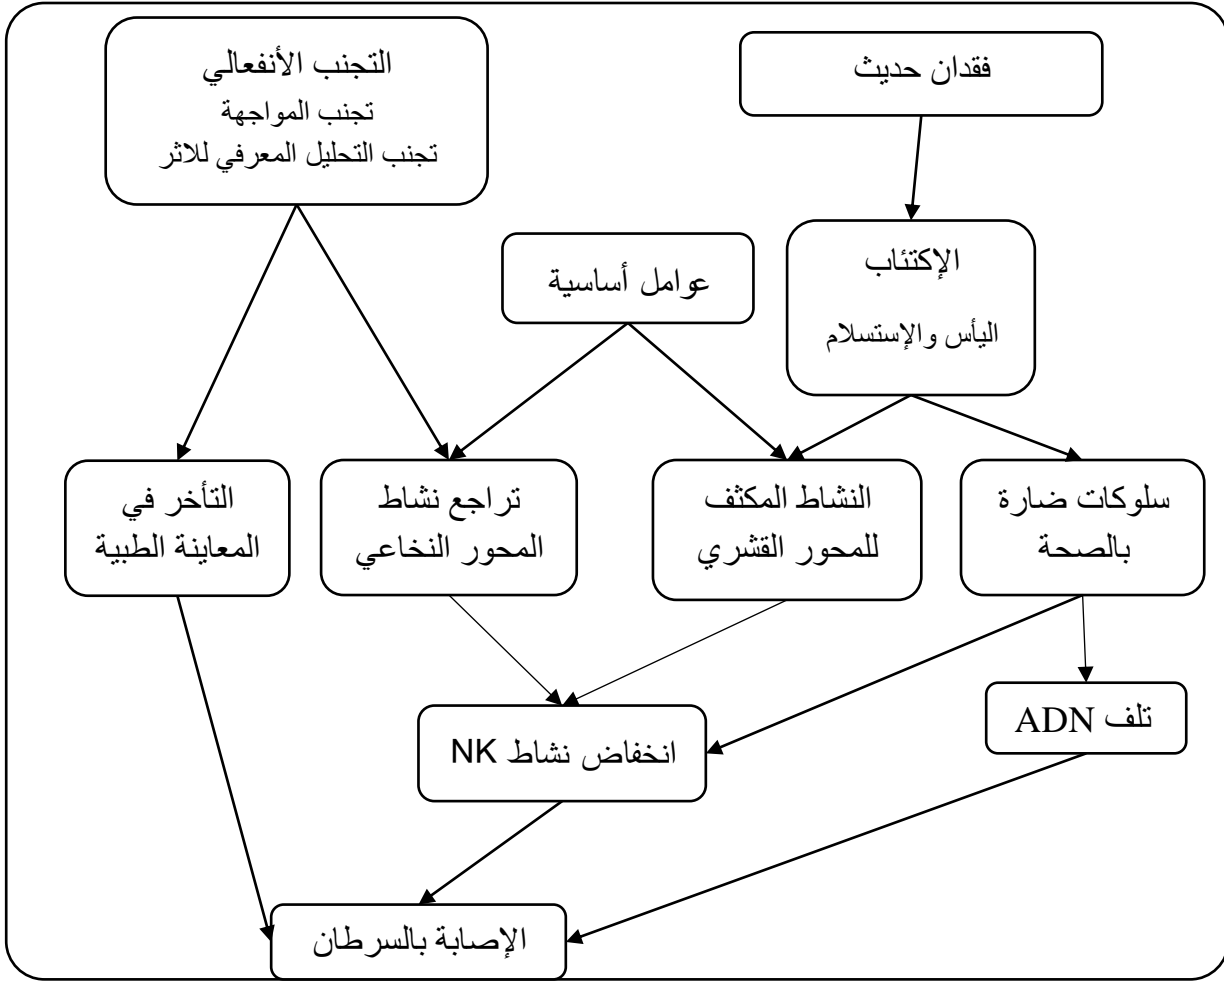 فقدان حديث
التجنب الأنفعالي
تجنب المواجهة
تجنب التحليل المعرفي للاثر
الإكتئاب
اليأس والإستسلام
عوامل أساسية
سلوكات ضارة
بالصحة
النشاط المكثف
للمحور القشري
تراجع نشاط
المحور النخاعي
التأخر في
المعاينة الطبية
تلف ADN
انخفاض نشاط NK
الإصابة بالسرطان